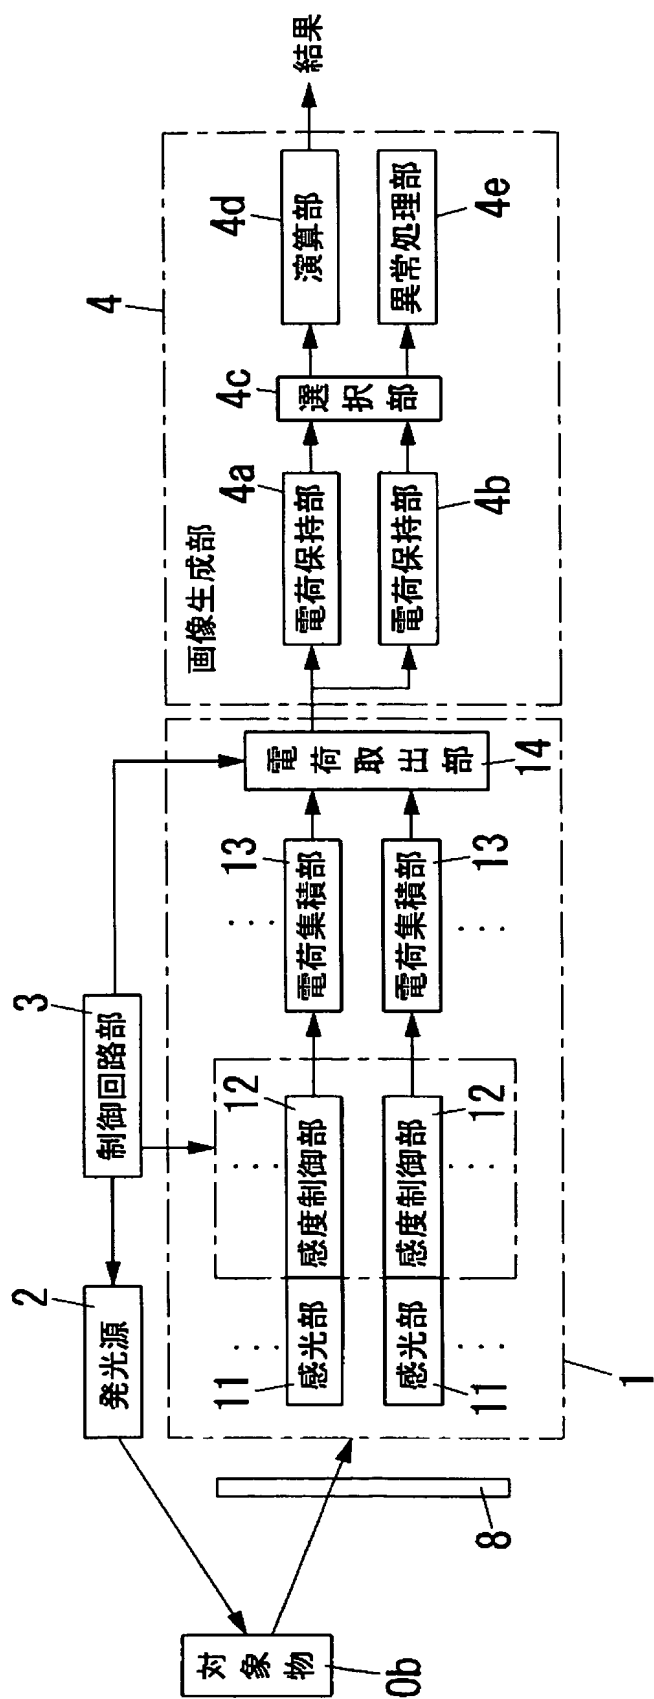 対象物
Ob
8
2
発光源
3
制御回路部
11
感光部
12
感度制御部
13
電荷集積部
11
感光部
12
感度制御部
13
電荷集積部
電荷取出部
14
1
画像生成部
4
4a
電荷保持部
4b
電荷保持部
4c
選択部
4d
演算部
4e
異常処理部
結果